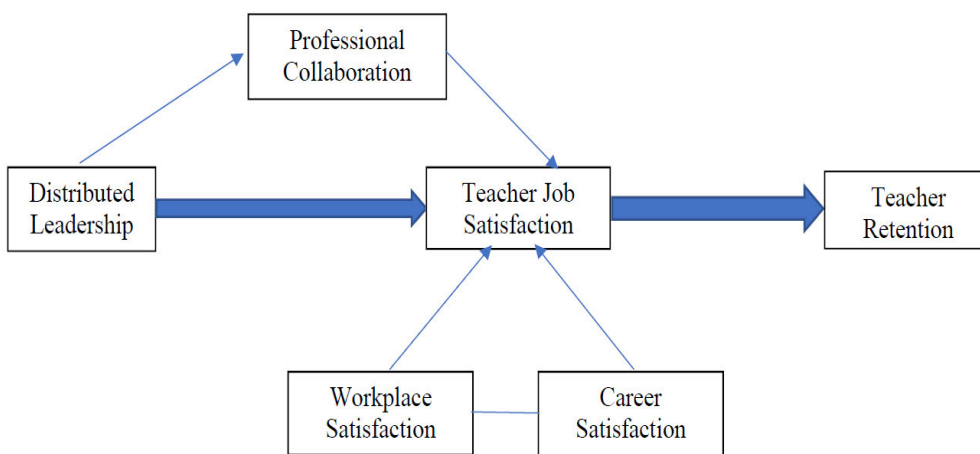 Professional
Collaboration
Distributed
Leadership
Teacher Job
Satisfaction
Teacher
Retention
Workplace
Satisfaction
Career
Satisfaction